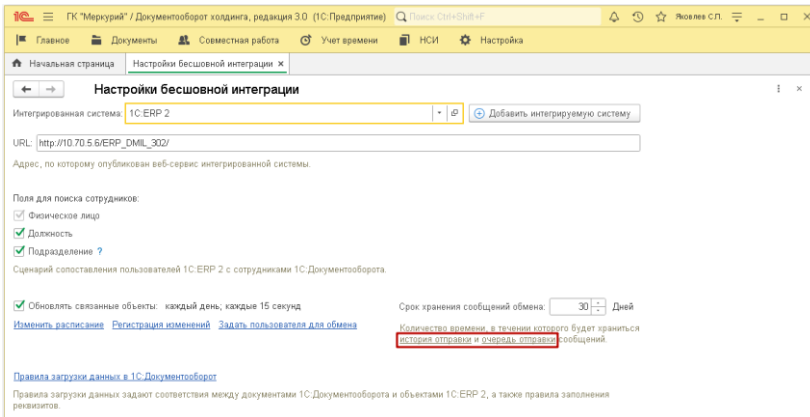 1С ГК "Меркурий" / Документооборот холдинга, редакция 3.0 (1С:Предприятие) Поиск Ctrl+Shift+F Яковлев С.П.
Главное Документы Совместная работа Учет времени НСИ Настройка
Начальная страница Настройки бесшовной интеграции ×
Настройки бесшовной интеграции
Интегрированная система: 1С:ERP 2 Добавить интегрируемую систему
URL: http://10.70.5.6/ERP_DMIL_302/
Адрес, по которому опубликован веб-сервис интегрированной системы.
Поля для поиска сотрудников:
Физическое лицо
Должность
Подразделение ?
Сценарий сопоставления пользователей 1С:ERP 2 с сотрудниками 1С:Документооборота.
Обновлять связанные объекты: каждый день; каждые 15 секунд Срок хранения сообщений обмена: 30 Дней
Изменить расписание Регистрация изменений Задать пользователя для обмена Количество времени, в течении которого будет храниться
история отправки и очередь отправки сообщений.
Правила загрузки данных в 1С:Документооборот
Правила загрузки данных задают соответствия между документами 1С:Документооборота и объектами 1С:ERP 2, а также правила заполнения
реквизитов.